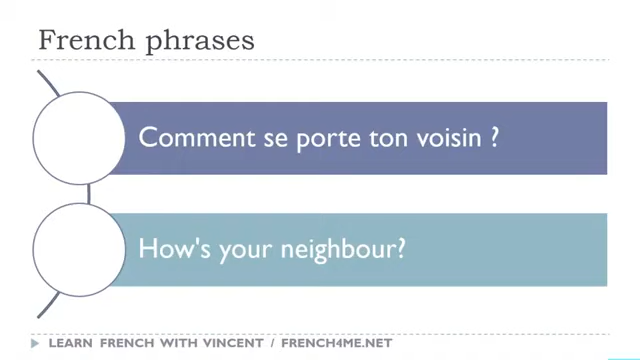 French phrases
Comment se porte ton voisin ?
How's your neighbour?
LEARN FRENCH WITH VINCENT / FRENCH4ME.NET